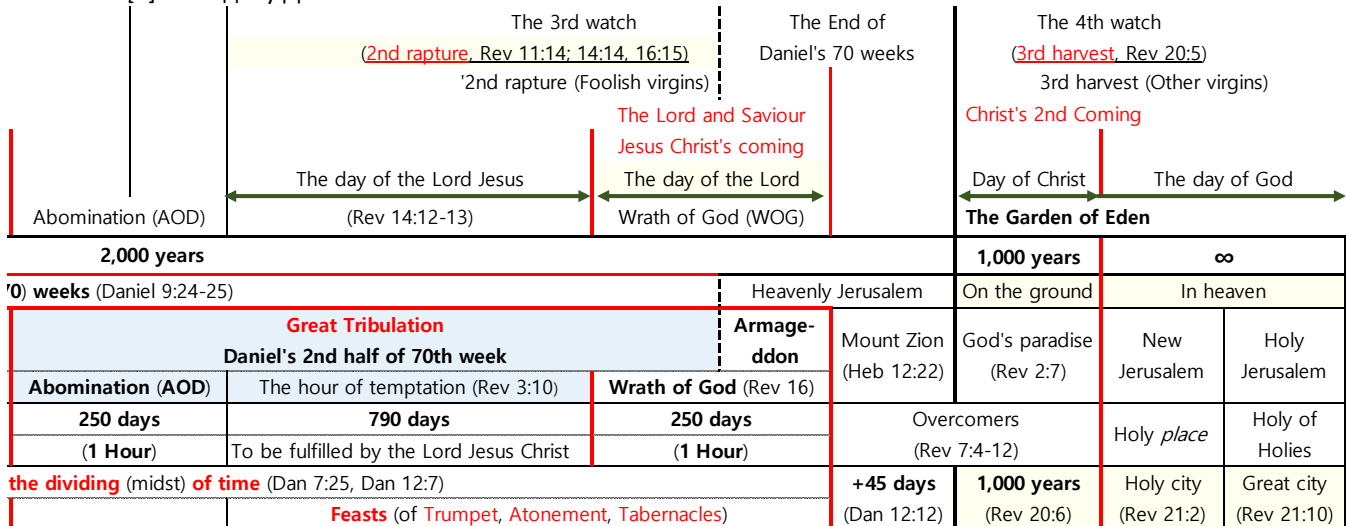 The 3rd watch
The End of
The 4th watch
(2nd rapture, Rev 11:14; 14:14, 16:15)
Daniel's 70 weeks
(3rd harvest, Rev 20:5)
'2nd rapture (Foolish virgins)
3rd harvest (Other virgins)
The Lord and Saviour
Christ's 2nd Coming
Jesus Christ's coming
The day of the Lord Jesus
The day of the Lord
Day of Christ
The day of God
Abomination (AOD)
(Rev 14:12-13)
Wrath of God (WOG)
The Garden of Eden
2,000 years
1,000 years
∞
0) weeks (Daniel 9:24-25)
Heavenly Jerusalem
On the ground
In heaven
Great Tribulation
Daniel's 2nd half of 70th week
Armage-
ddon
Mount Zion
(Heb 12:22)
God's paradise
(Rev 2:7)
New
Jerusalem
Holy
Jerusalem
Abomination (AOD)
The hour of temptation (Rev 3:10)
Wrath of God (Rev 16)
250 days
790 days
250 days
Overcomers
(Rev 7:4-12)
Holy place
Holy of
Holies
(1 Hour)
To be fulfilled by the Lord Jesus Christ
(1 Hour)
the dividing (midst) of time (Dan 7:25, Dan 12:7)
+45 days
1,000 years
Holy city
Great city
Feasts (of Trumpet, Atonement, Tabernacles)
(Dan 12:12)
(Rev 20:6)
(Rev 21:2)
(Rev 21:10)